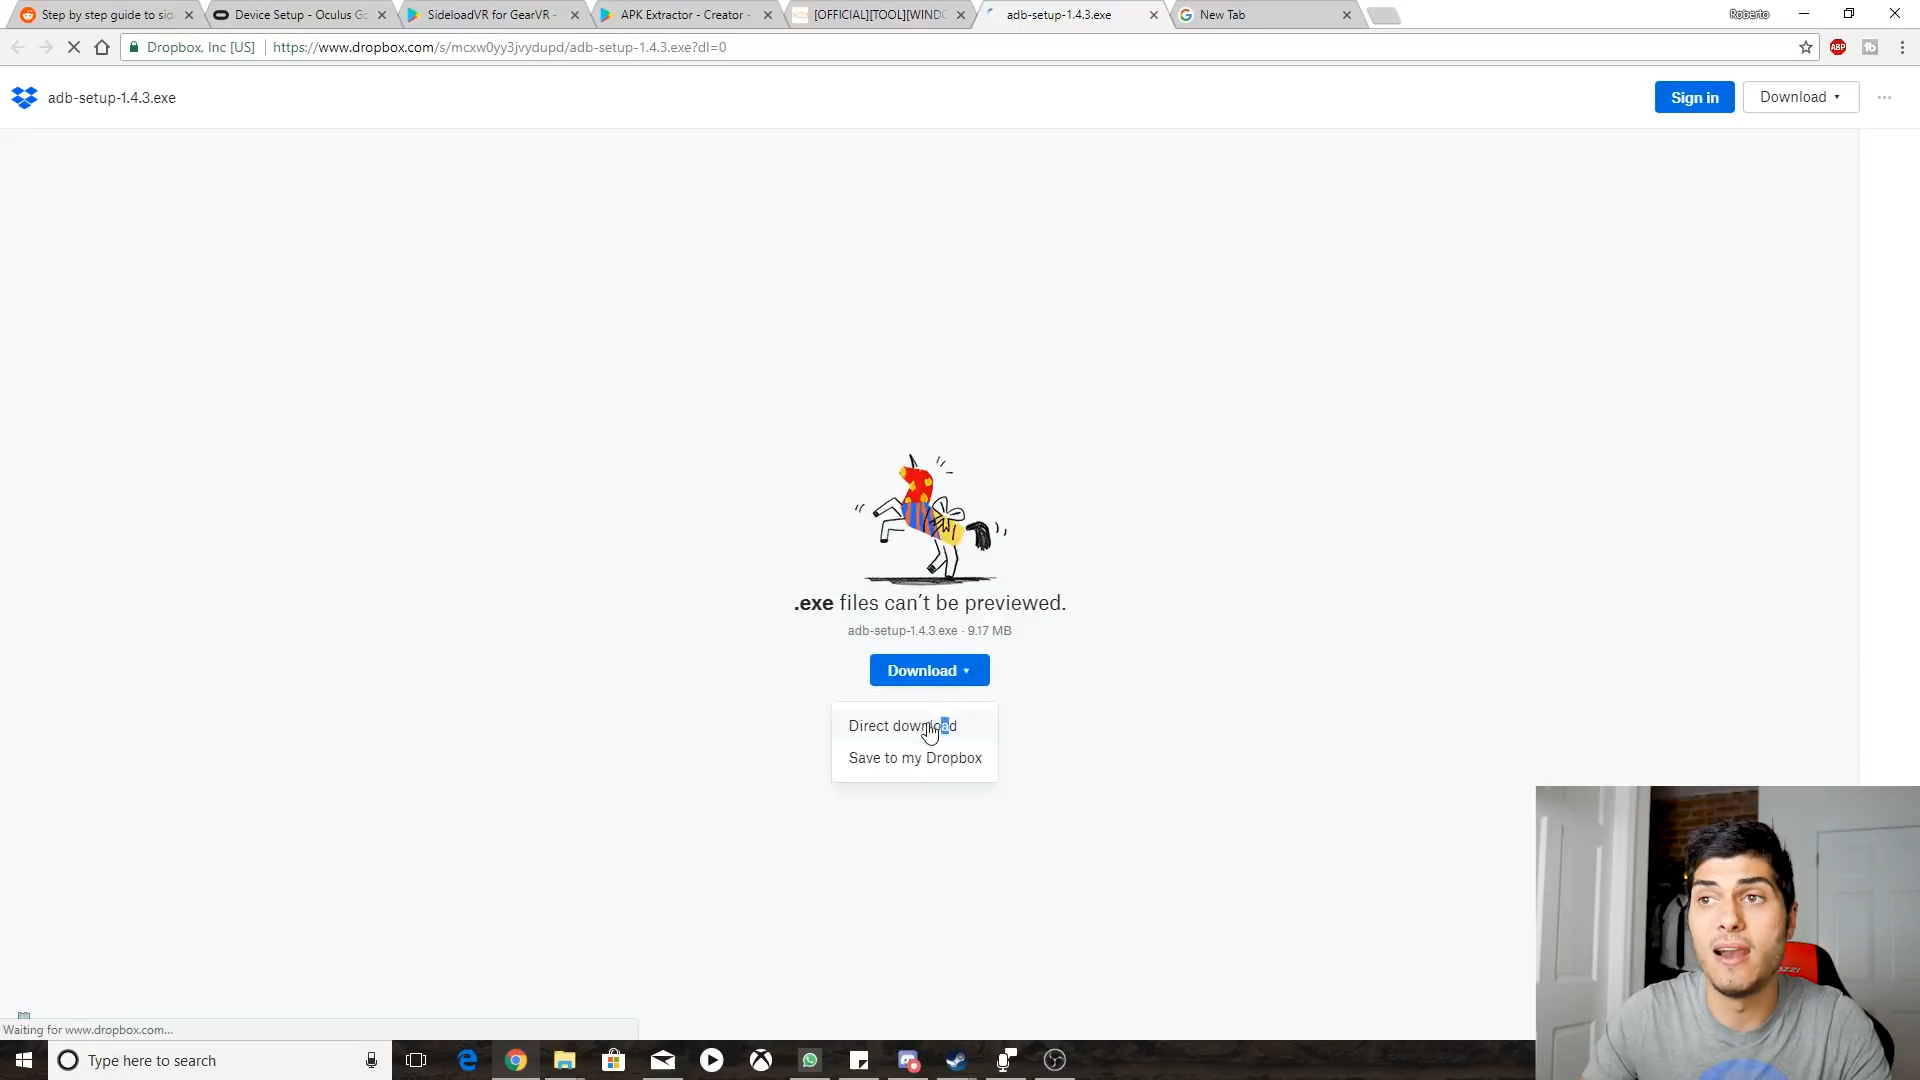 Step by step guide to sid
Device Setup - Oculus Go
SideloadVR for GearVR -
APK Extractor - Creator -
[OFFICIAL][TOOL][WINDO
adb-setup-1.4.3.exe
New Tab
Roberto
Dropbox, Inc [US]
https://www.dropbox.com/s/mcxw0yy3jvydupd/adb-setup-1.4.3.exe?dl=0
ABP
adb-setup-1.4.3.exe
Sign in
Download
.exe files can't be previewed.
adb-setup-1.4.3.exe · 9.17 MB
Download
Direct download
Save to my Dropbox
Waiting for www.dropbox.com...
Type here to search